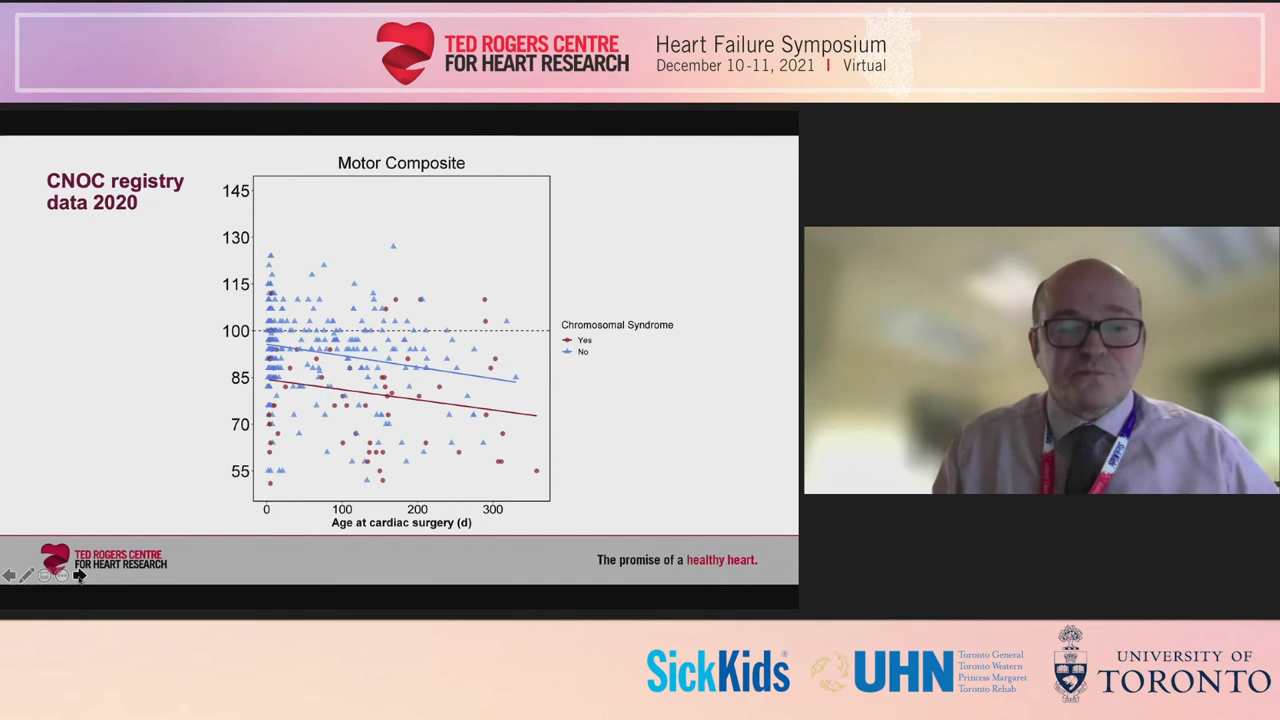 TED ROGERS CENTRE
FOR HEART RESEARCH
Heart Failure Symposium
December 10-11, 2021 | Virtual
CNOC registry
data 2020
Motor Composite
145
130
115
100
85
70
55
0 100 200 300
Age at cardiac surgery (d)
Chromosomal Syndrome
Yes
No
TED ROGERS CENTRE
FOR HEART RESEARCH
The promise of a healthy heart.
SickKids
SickKids®
UHN
Toronto General
Toronto Western
Princess Margaret
Toronto Rehab
UNIVERSITY OF
TORONTO